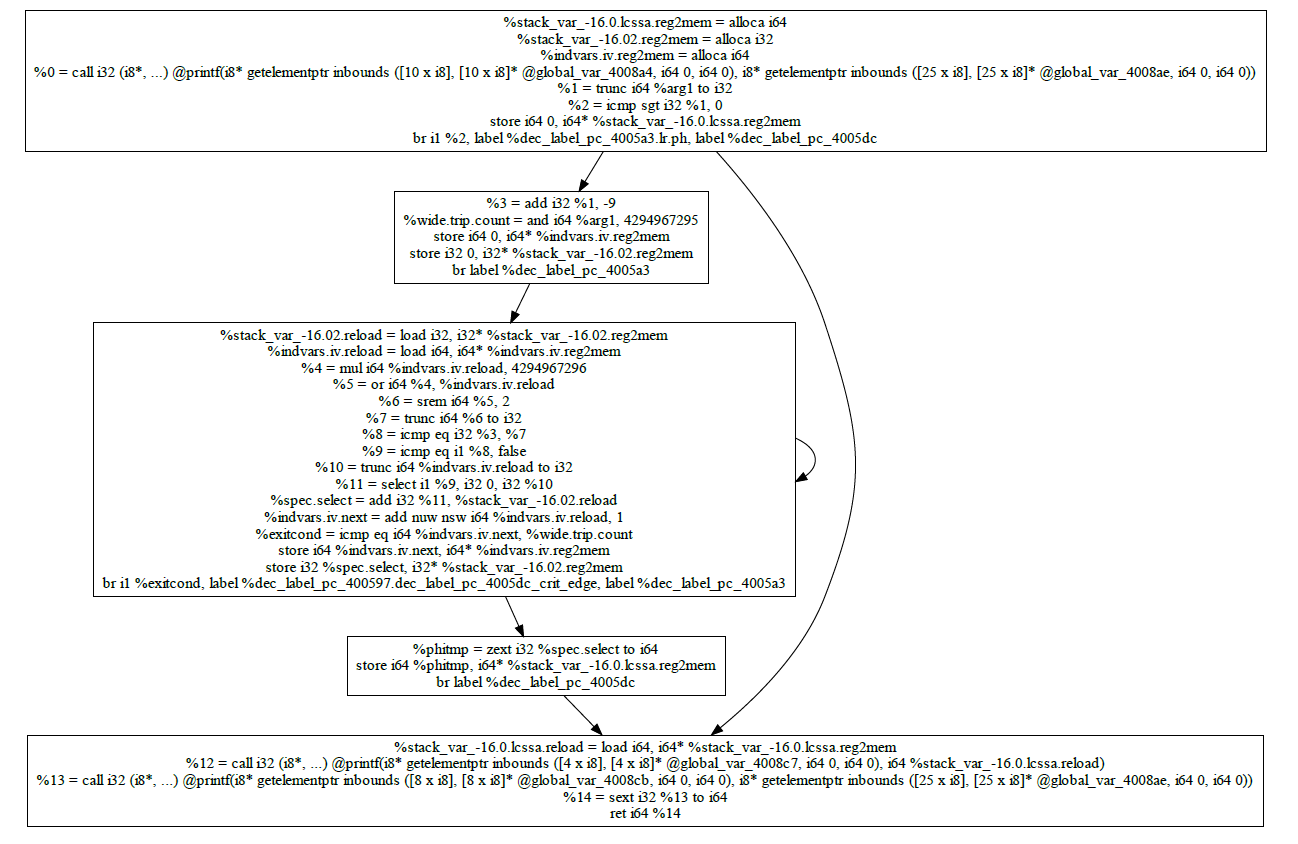 %stack_var_-16.0.lcssa.reg2mem = alloca i64
%stack_var_-16.02.reg2mem = alloca i32
%indvars.iv.reg2mem = alloca i64
%0 = call i32 (i8*, ...) @printf(i8* getelementptr inbounds ([10 x i8], [10 x i8]* @global_var_4008a4, i64 0, i64 0), i8* getelementptr inbounds ([25 x i8], [25 x i8]* @global_var_4008ae, i64 0, i64 0))
%1 = trunc i64 %arg1 to i32
%2 = icmp sgt i32 %1, 0
store i64 0, i64* %stack_var_-16.0.lcssa.reg2mem
br i1 %2, label %dec_label_pc_4005a3.lr.ph, label %dec_label_pc_4005dc
%3 = add i32 %1, -9
%wide.trip.count = and i64 %arg1, 4294967295
store i64 0, i64* %indvars.iv.reg2mem
store i32 0, i32* %stack_var_-16.02.reg2mem
br label %dec_label_pc_4005a3
%stack_var_-16.02.reload = load i32, i32* %stack_var_-16.02.reg2mem
%indvars.iv.reload = load i64, i64* %indvars.iv.reg2mem
%4 = mul i64 %indvars.iv.reload, 4294967296
%5 = or i64 %4, %indvars.iv.reload
%6 = srem i64 %5, 2
%7 = trunc i64 %6 to i32
%8 = icmp eq i32 %3, %7
%9 = icmp eq i1 %8, false
%10 = trunc i64 %indvars.iv.reload to i32
%11 = select i1 %9, i32 0, i32 %10
%spec.select = add i32 %11, %stack_var_-16.02.reload
%indvars.iv.next = add nuw nsw i64 %indvars.iv.reload, 1
%exitcond = icmp eq i64 %indvars.iv.next, %wide.trip.count
store i64 %indvars.iv.next, i64* %indvars.iv.reg2mem
store i32 %spec.select, i32* %stack_var_-16.02.reg2mem
br i1 %exitcond, label %dec_label_pc_400597.dec_label_pc_4005dc_crit_edge, label %dec_label_pc_4005a3
%phitmp = zext i32 %spec.select to i64
store i64 %phitmp, i64* %stack_var_-16.0.lcssa.reg2mem
br label %dec_label_pc_4005dc
%stack_var_-16.0.lcssa.reload = load i64, i64* %stack_var_-16.0.lcssa.reg2mem
%12 = call i32 (i8*, ...) @printf(i8* getelementptr inbounds ([4 x i8], [4 x i8]* @global_var_4008c7, i64 0, i64 0), i64 %stack_var_-16.0.lcssa.reload)
%13 = call i32 (i8*, ...) @printf(i8* getelementptr inbounds ([8 x i8], [8 x i8]* @global_var_4008cb, i64 0, i64 0), i8* getelementptr inbounds ([25 x i8], [25 x i8]* @global_var_4008ae, i64 0, i64 0))
%14 = sext i32 %13 to i64
ret i64 %14